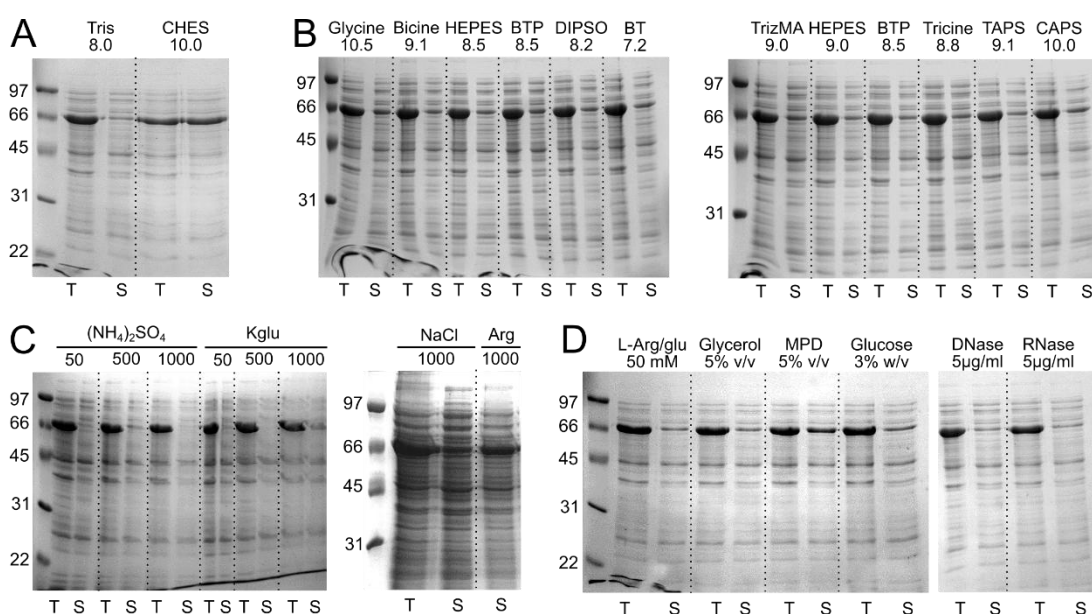 A
Tris CHES
8.0 10.0
97
66
45
31
22
T S T S
B
Glycine Bicine HEPES BTP DIPSO BT
10.5 9.1 8.5 8.5 8.2 7.2
97
66
45
31
T S T S T S T S T S T S
TrizMA HEPES BTP Tricine TAPS CAPS
9.0 9.0 8.5 8.8 9.1 10.0
97
66
45
31
T S T S T S T S T S T S
C
(NH4)2SO4 Kglu
50 500 1000 50 500 1000
97
66
45
31
22
T S T S T S T S T S T S
NaCl Arg
1000 1000
97
66
45
31
T S S
D
L-Arg/glu Glycerol MPD Glucose
50 mM 5% v/v 5% v/v 3% w/v
DNase RNase
5µg/ml 5µg/ml
97
66
45
31
22
T S T S T S T S
T S T S